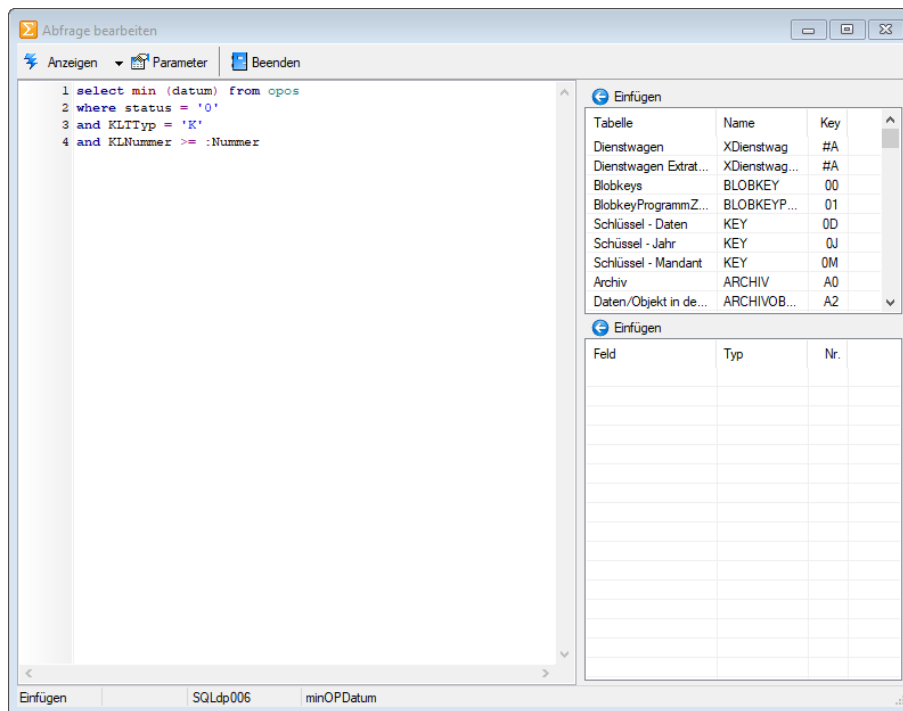 Abfrage bearbeiten
Anzeigen Parameter Beenden
1 select min (datum) from opos
2 where status = '0'
3 and KLTTyp = 'K'
4 and KLNummer >= :Nummer
Einfügen
Tabelle Name Key
Dienstwagen XDienstwag #A
Dienstwagen Extrat... XDienstwag... #A
Blobkeys BLOBKEY 00
BlobkeyProgrammZ... BLOBKEYP... 01
Schlüssel - Daten KEY 0D
Schüssel - Jahr KEY 0J
Schlüssel - Mandant KEY 0M
Archiv ARCHIV A0
Daten/Objekt in de... ARCHIVOB... A2
Einfügen
Feld Typ Nr.
Einfügen SQLdp006 minOPDatum